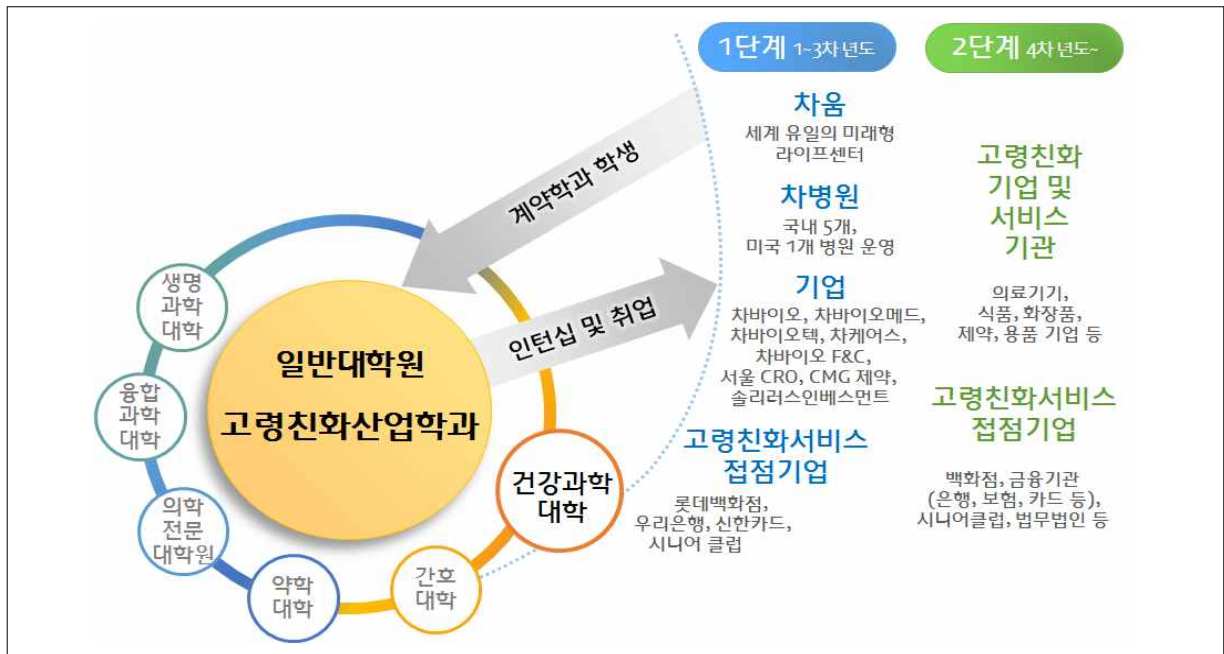 1단계 1~3차 년도
차움
세계 유일의 미래형
라이프센터
차병원
국내 5개,
미국 1개 병원 운영
기업
차바이오, 차바이오메드,
차바이오텍, 차케어스,
차바이오 F&C,
서울 CRO, CMG 제약,
솔리러스인베스먼트
고령친화서비스
접점기업
롯데백화점,
우리은행, 신한카드,
시니어 클럽
2단계 4차 년도~
고령친화
기업 및
서비스
기관
의료기기,
식품, 화장품,
제약, 용품 기업 등
고령친화서비스
접점기업
백화점, 금융기관
(은행, 보험, 카드 등),
시니어클럽, 법무법인 등
계약학과 학생
인턴십 및 취업
일반대학원
고령친화산업학과
생명
과학
대학
융합
과학
대학
의학
전문
대학원
약학
대학
간호
대학
건강과학
대학